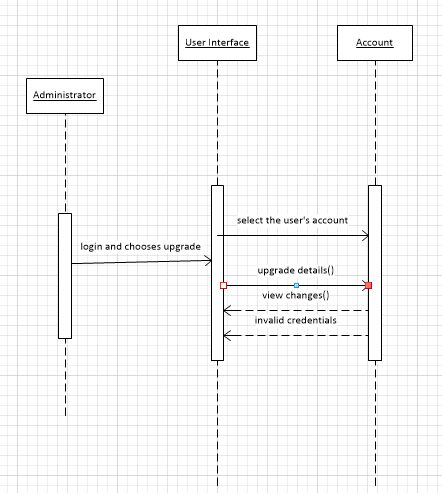 User Interface
Account
Administrator
select the user's account
login and chooses upgrade
upgrade details()
view changes()
invalid credentials